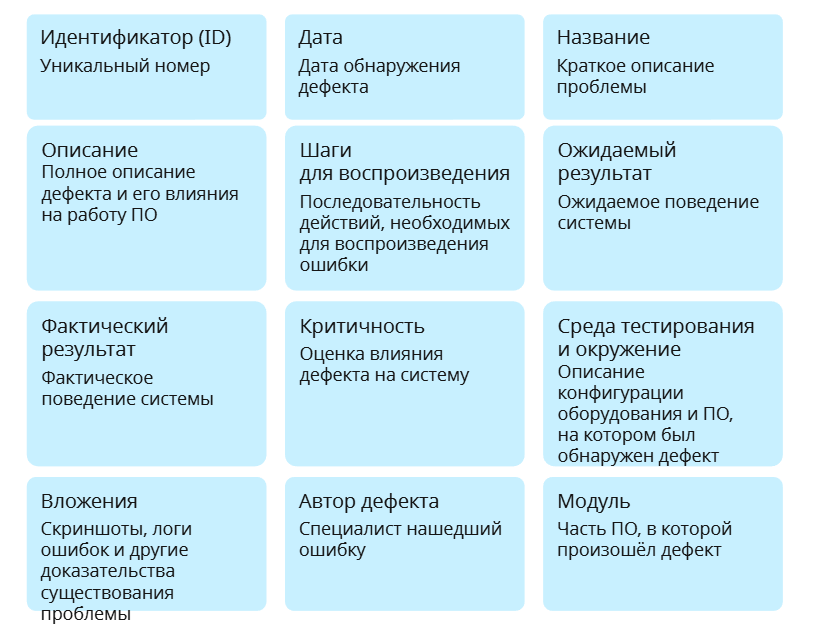 Идентификатор (ID)
Уникальный номер
Дата
Дата обнаружения
дефекта
Название
Краткое описание
проблемы
Описание
Полное описание
дефекта и его влияния
на работу ПО
Шаги
для воспроизведения
Последовательность
действий, необходимых
для воспроизведения
ошибки
Ожидаемый
результат
Ожидаемое поведение
системы
Фактический
результат
Фактическое
поведение системы
Критичность
Оценка влияния
дефекта на систему
Среда тестирования
и окружение
Описание
конфигурации
оборудования и ПО,
на котором был
обнаружен дефект
Вложения
Скриншоты, логи
ошибок и другие
доказательства
существования
проблемы
Автор дефекта
Специалист нашедший
ошибку
Модуль
Часть ПО, в которой
произошёл дефект